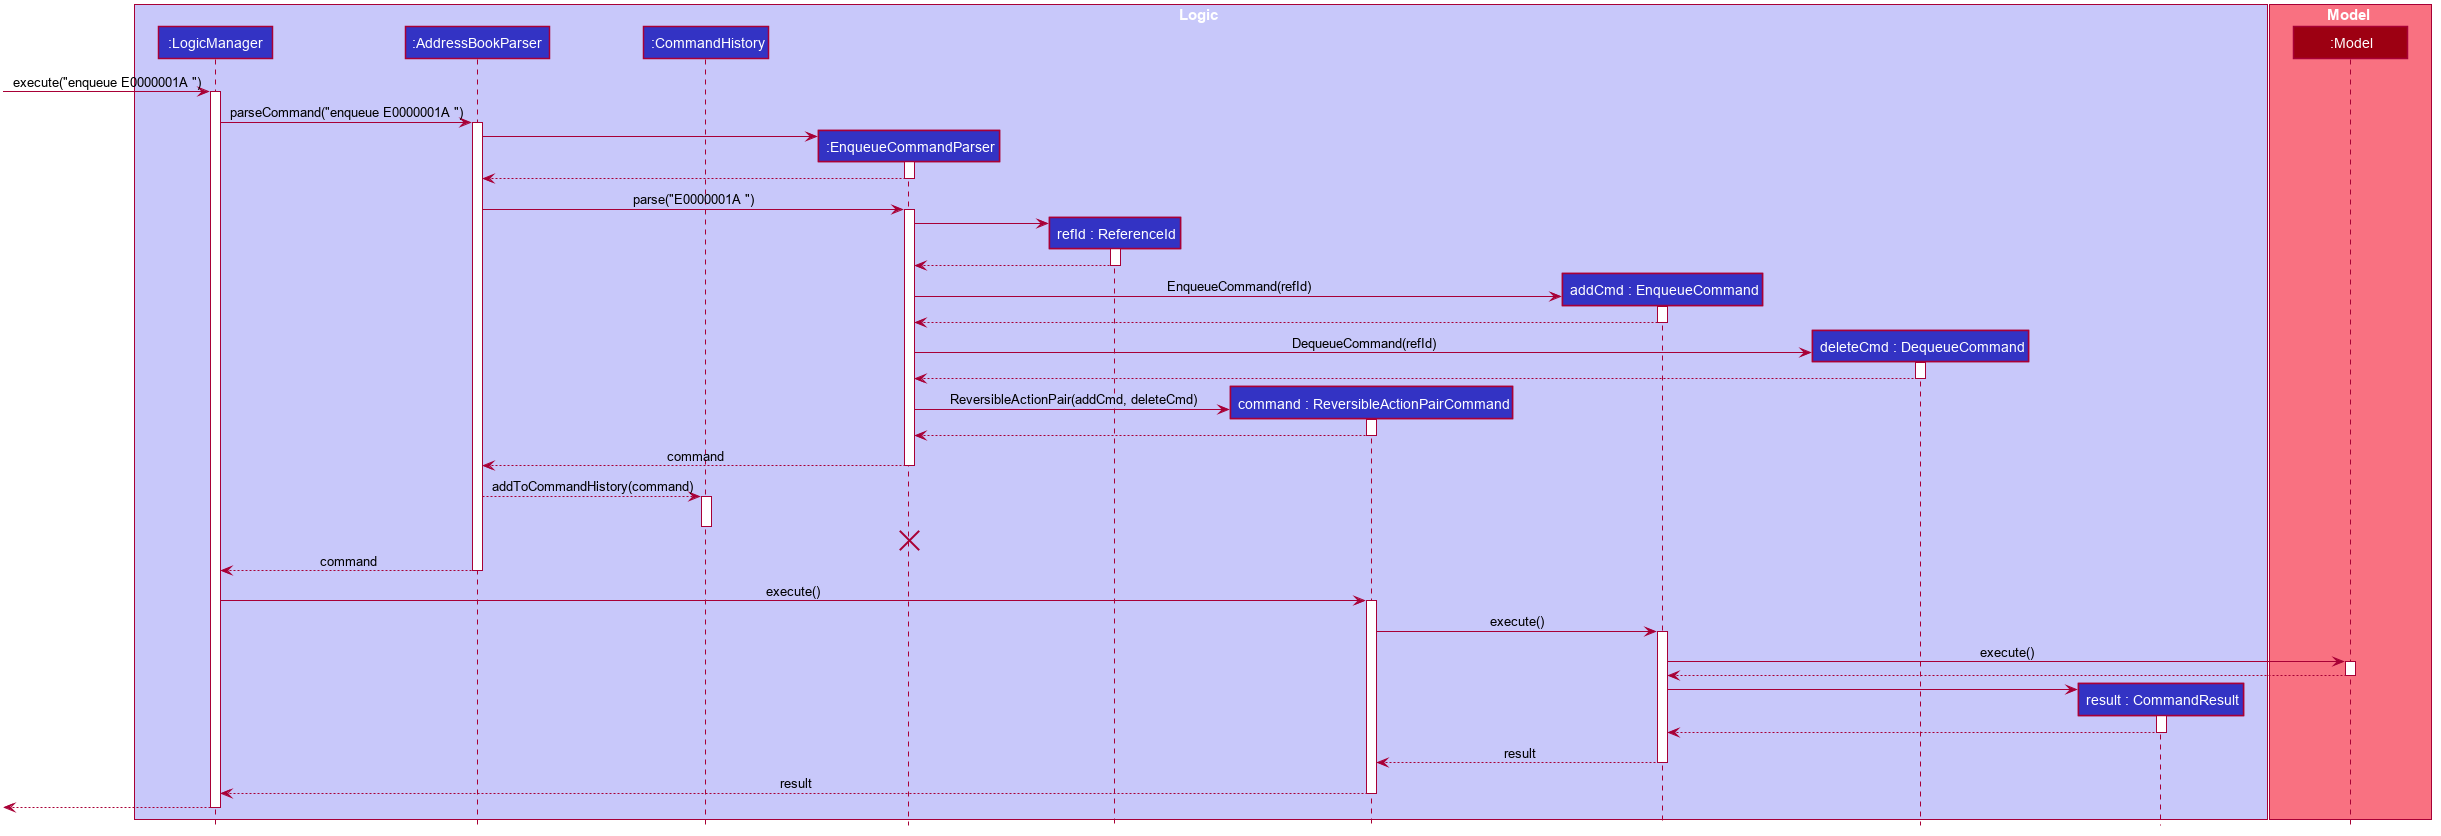 Logic
Model
:LogicManager
:AddressBookParser
:CommandHistory
:Model
execute("enqueue E0000001A ")
parseCommand("enqueue E0000001A ")
:EnqueueCommandParser
parse("E0000001A ")
refId : ReferenceId
EnqueueCommand(refId)
addCmd : EnqueueCommand
DequeueCommand(refId)
deleteCmd : DequeueCommand
ReversibleActionPair(addCmd, deleteCmd)
command : ReversibleActionPairCommand
command
addToCommandHistory(command)
command
execute()
execute()
execute()
result : CommandResult
result
result